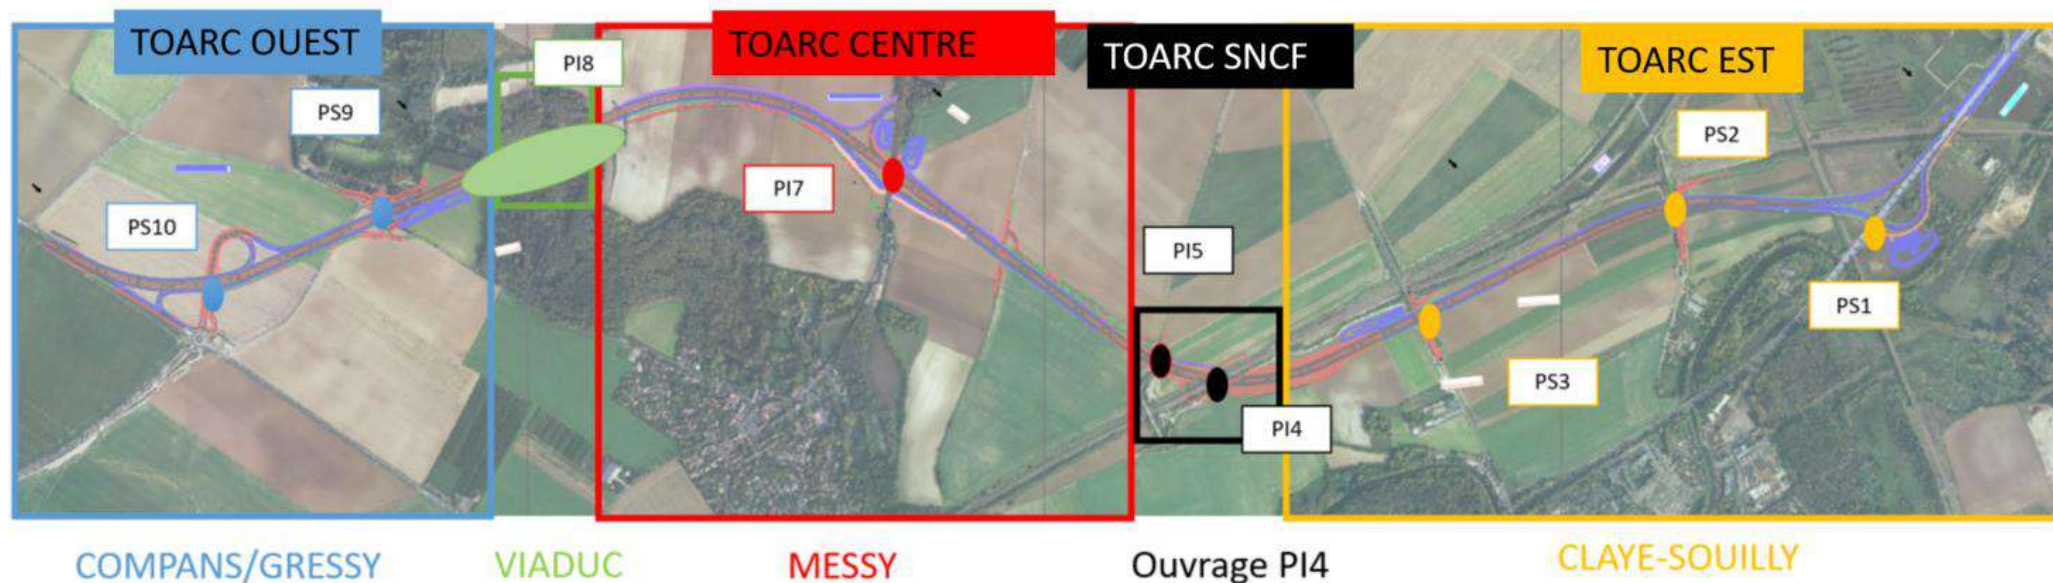 TOARC OUEST
PI8
TOARC CENTRE
TOARC SNCF
TOARC EST
PS9
PS2
PI7
PS10
PI5
PS1
PS3
PI4
COMPANS/GRESSY
VIADUC
MESSY
Ouvrage PI4
CLAYE-SOUILLY